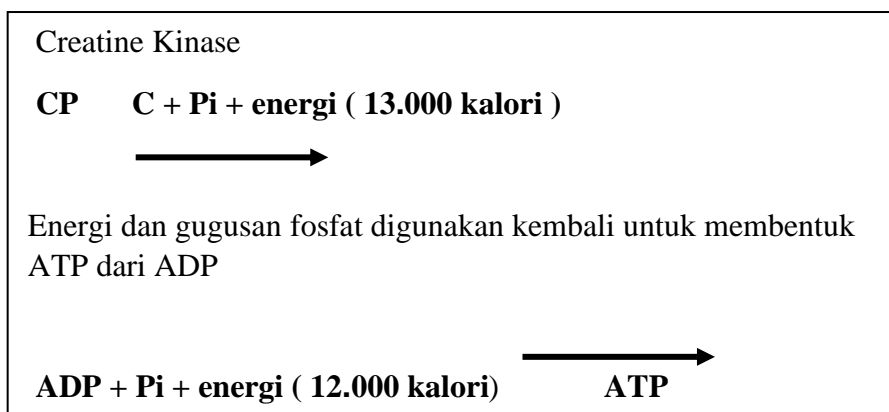 Creatine Kinase
CP C + Pi + energi ( 13.000 kalori )
Energi dan gugusan fosfat digunakan kembali untuk membentuk
ATP dari ADP
ADP + Pi + energi ( 12.000 kalori) ATP